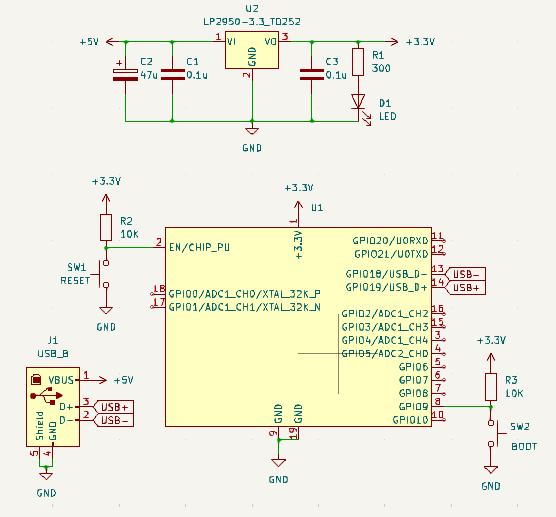 U2
LP2950-3.3_TO252
+5V
1 VI
VO 3
GND
2
+3.3V
C2
47u
C1
0.1u
C3
0.1u
R1
300
D1
LED
GND
+3.3V
R2
10K
SW1
RESET
GND
+3.3V
U1
1
+3.3V
2 EN/CHIP_PU
18 GPIO0/ADC1_CH0/XTAL_32K_P
17 GPIO1/ADC1_CH1/XTAL_32K_N
GPIO20/U0RXD 11
GPIO21/U0TXD 12
GPIO18/USB_D- 13 USB-
GPIO19/USB_D+ 14 USB+
GPIO2/ADC1_CH2 16
GPIO3/ADC1_CH3 15
GPIO4/ADC1_CH4 3
GPIO5/ADC2_CH0 4
GPIO6 5
GPIO7 6
GPIO8 7
GPIO9 8
GPIO10 10
GND
9
GND
19
GND
J1
USB_B
VBUS 1 +5V
D+ 3 USB+
D- 2 USB-
Shield
5
GND
4
GND
+3.3V
R3
10K
SW2
BOOT
GND